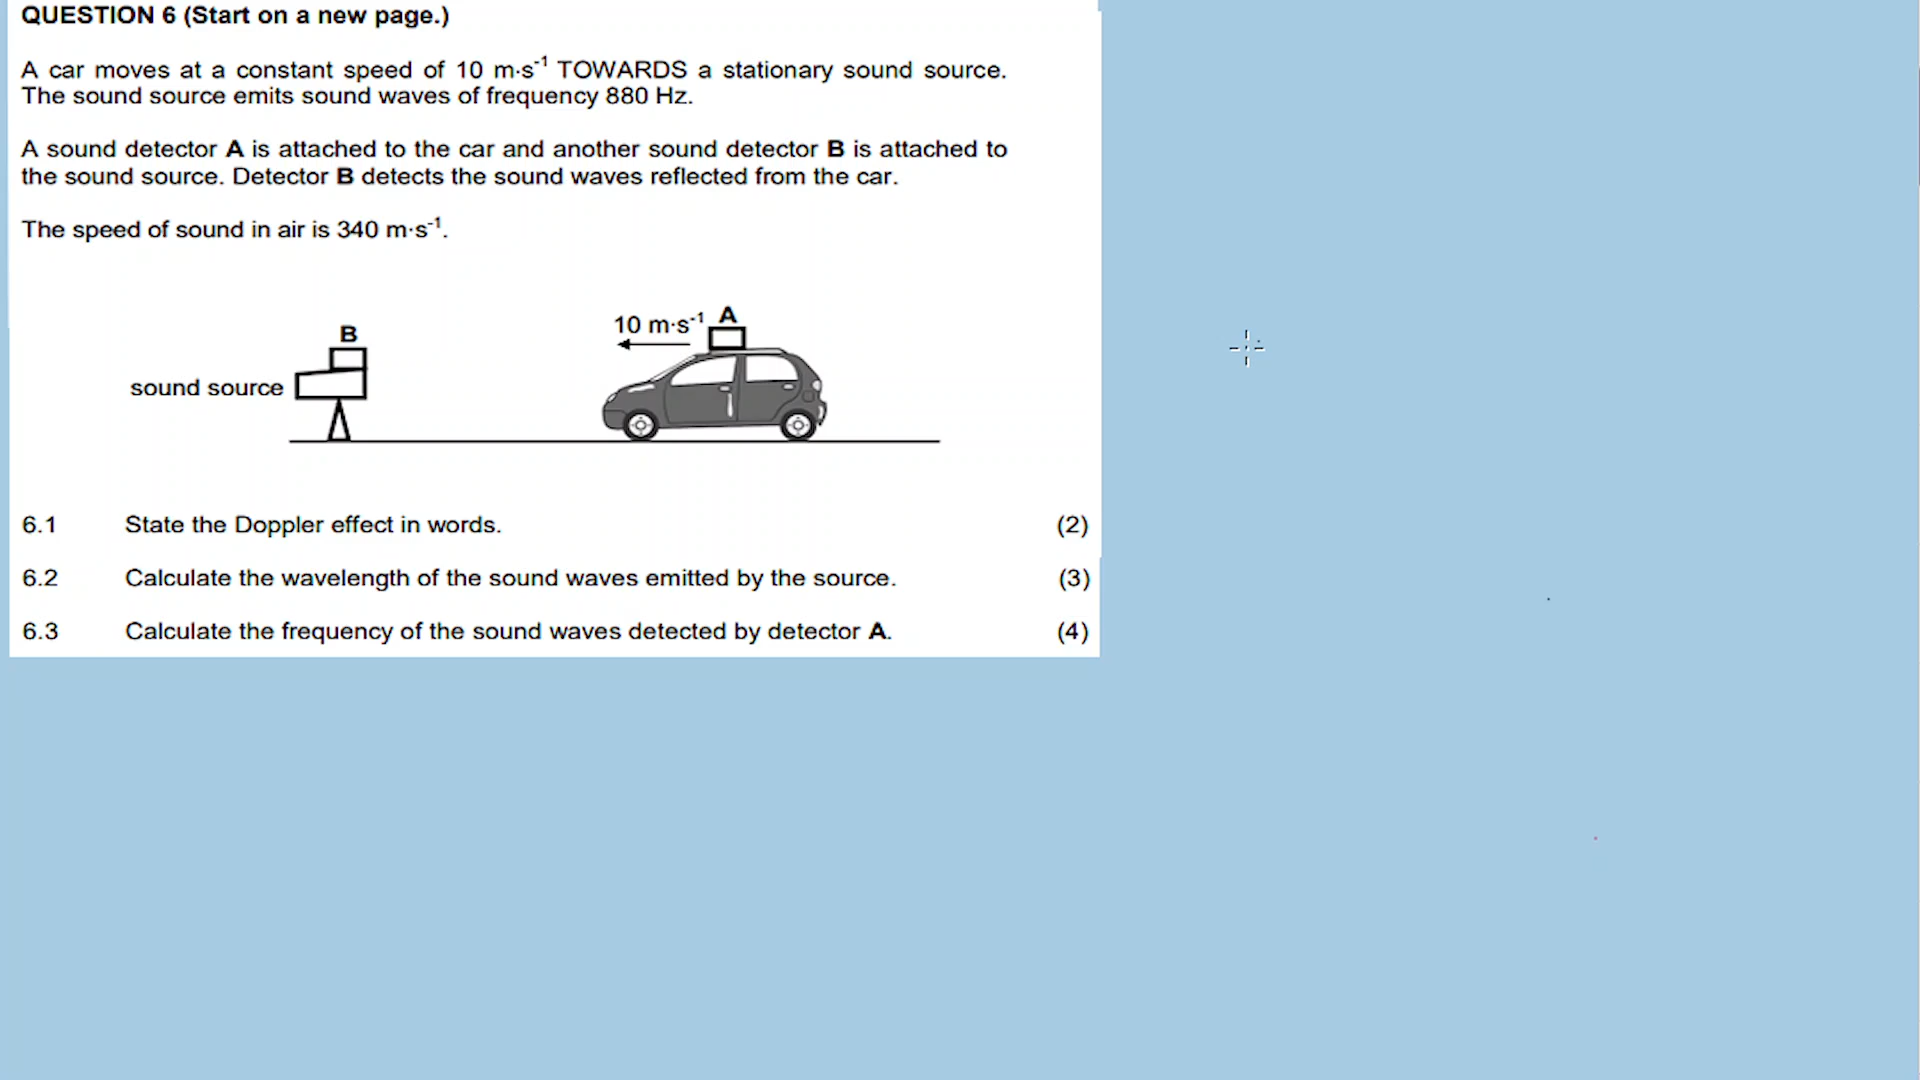 QUESTION 6 (Start on a new page.)
A car moves at a constant speed of 10 m·s⁻¹ TOWARDS a stationary sound source.
The sound source emits sound waves of frequency 880 Hz.
A sound detector A is attached to the car and another sound detector B is attached to
the sound source. Detector B detects the sound waves reflected from the car.
The speed of sound in air is 340 m·s⁻¹.
10 m·s⁻¹ A
B
sound source
6.1 State the Doppler effect in words. (2)
6.2 Calculate the wavelength of the sound waves emitted by the source. (3)
6.3 Calculate the frequency of the sound waves detected by detector A. (4)